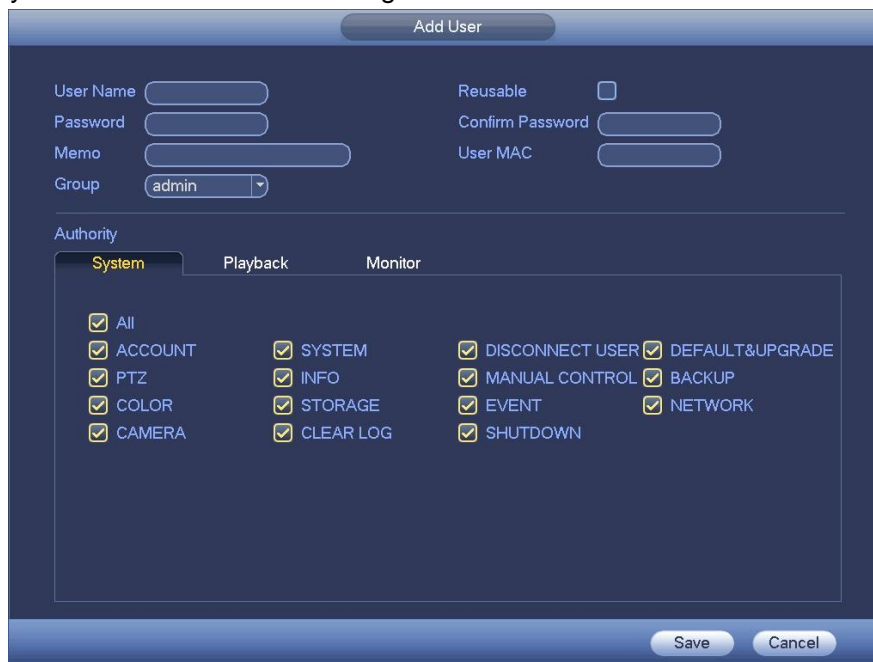 Add User
User Name Reusable
Password Confirm Password
Memo User MAC
Group admin
Authority
System Playback Monitor
All
ACCOUNT SYSTEM DISCONNECT USER DEFAULT&UPGRADE
PTZ INFO MANUAL CONTROL BACKUP
COLOR STORAGE EVENT NETWORK
CAMERA CLEAR LOG SHUTDOWN
Save Cancel